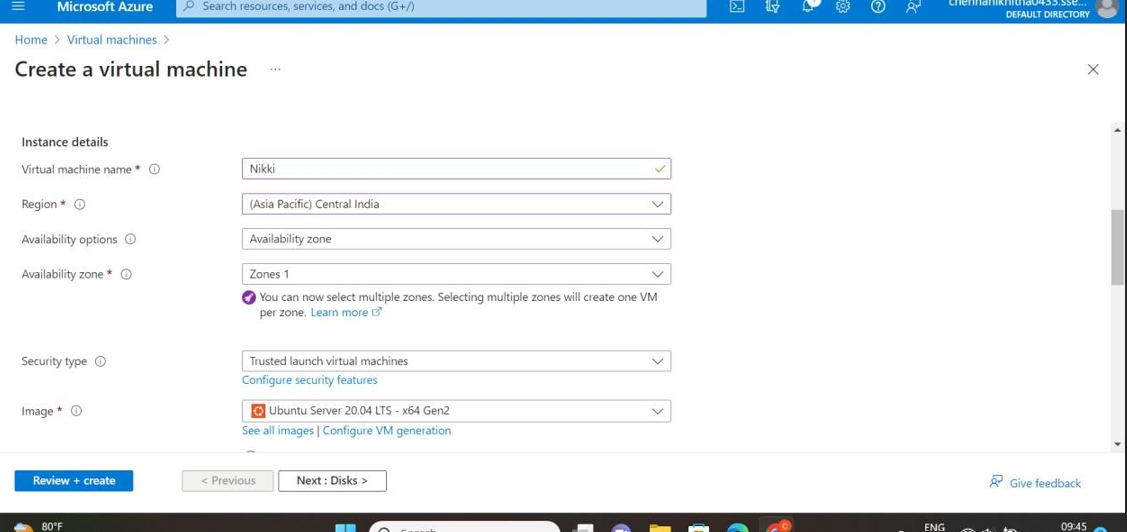 Microsoft Azure
Search resources, services, and docs (G+/)
DEFAULT DIRECTORY
Home > Virtual machines >
Create a virtual machine ...
Instance details
Virtual machine name *
Nikki
Region *
(Asia Pacific) Central India
Availability options
Availability zone
Availability zone *
Zones 1
You can now select multiple zones. Selecting multiple zones will create one VM
per zone. Learn more
Security type
Trusted launch virtual machines
Configure security features
Image *
Ubuntu Server 20.04 LTS - x64 Gen2
See all images | Configure VM generation
Review + create
< Previous
Next : Disks >
Give feedback
80°F
ENG
09:45